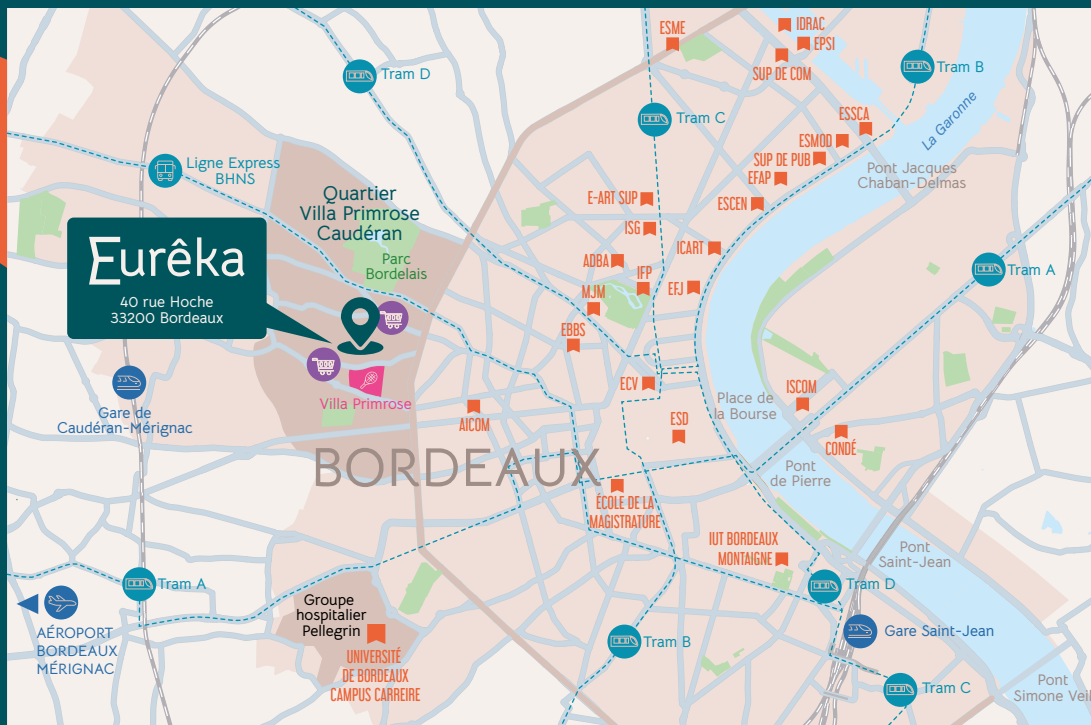 ESME
IDRAC
EPSI
SUP DE COM
Tram D
Tram B
Tram C
ESSCA
La Garonne
ESMOD
SUP DE PUB
EFAP
Pont Jacques
Chaban-Delmas
Ligne Express
BHNS
Quartier
Villa Primrose
Caudéran
E-ART SUP
ESCEN
ISG
ICART
Parc
Bordelais
ADBA
IFP
Tram A
MJM
EFJ
Eurêka
40 rue Hoche
33200 Bordeaux
EBBS
ECV
ISCOM
Place de
la Bourse
Villa Primrose
Gare de
Caudéran-Mérignac
AICOM
ESD
CONDÉ
BORDEAUX
Pont
de Pierre
ÉCOLE DE LA
MAGISTRATURE
IUT BORDEAUX
MONTAIGNE
Pont
Saint-Jean
Tram A
Tram D
Groupe
hospitalier
Pellegrin
AÉROPORT
BORDEAUX
MÉRIGNAC
UNIVERSITÉ
DE BORDEAUX
CAMPUS CARREIRE
Tram B
Gare Saint-Jean
Tram C
Pont
Simone Veil